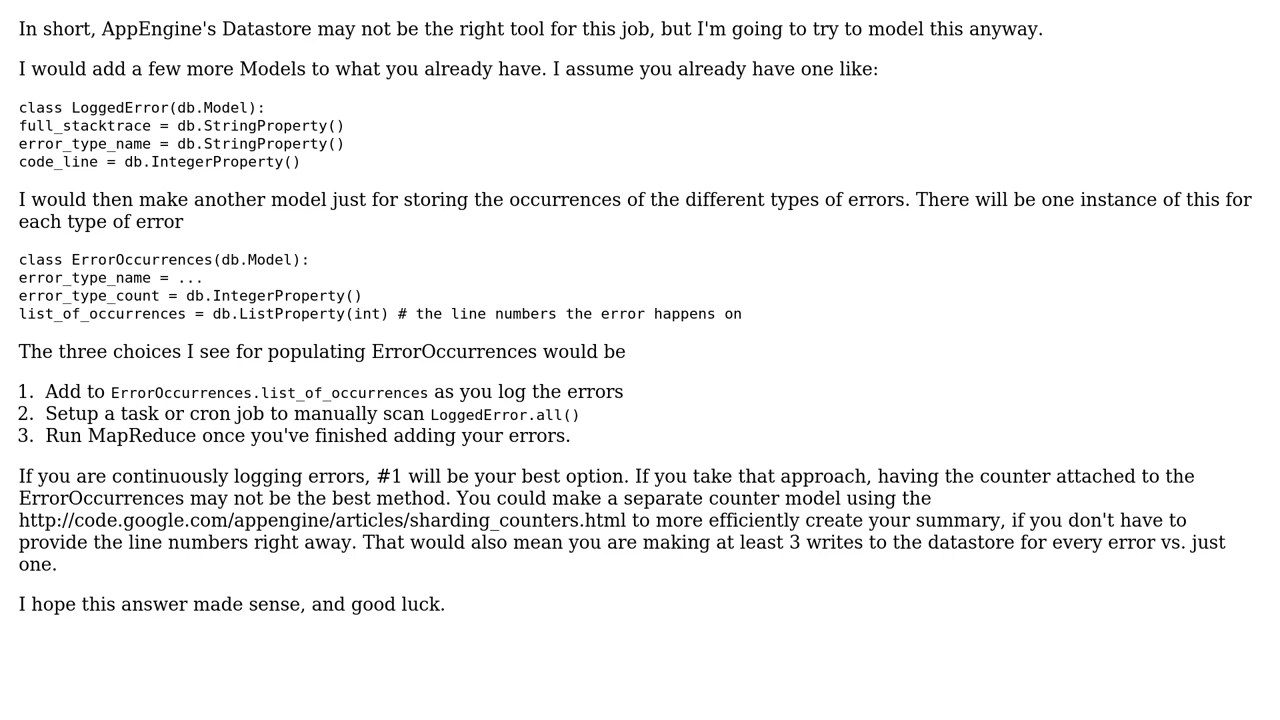 In short, AppEngine's Datastore may not be the right tool for this job, but I'm going to try to model this anyway.
I would add a few more Models to what you already have. I assume you already have one like:
class LoggedError(db.Model):
full_stacktrace = db.StringProperty()
error_type_name = db.StringProperty()
code_line = db.IntegerProperty()
I would then make another model just for storing the occurrences of the different types of errors. There will be one instance of this for
each type of error
class ErrorOccurrences(db.Model):
error_type_name = ...
error_type_count = db.IntegerProperty()
list_of_occurrences = db.ListProperty(int) # the line numbers the error happens on
The three choices I see for populating ErrorOccurrences would be
1. Add to ErrorOccurrences.list_of_occurrences as you log the errors
2. Setup a task or cron job to manually scan LoggedError.all()
3. Run MapReduce once you've finished adding your errors.
If you are continuously logging errors, #1 will be your best option. If you take that approach, having the counter attached to the
ErrorOccurrences may not be the best method. You could make a separate counter model using the
http://code.google.com/appengine/articles/sharding_counters.html to more efficiently create your summary, if you don't have to
provide the line numbers right away. That would also mean you are making at least 3 writes to the datastore for every error vs. just
one.
I hope this answer made sense, and good luck.